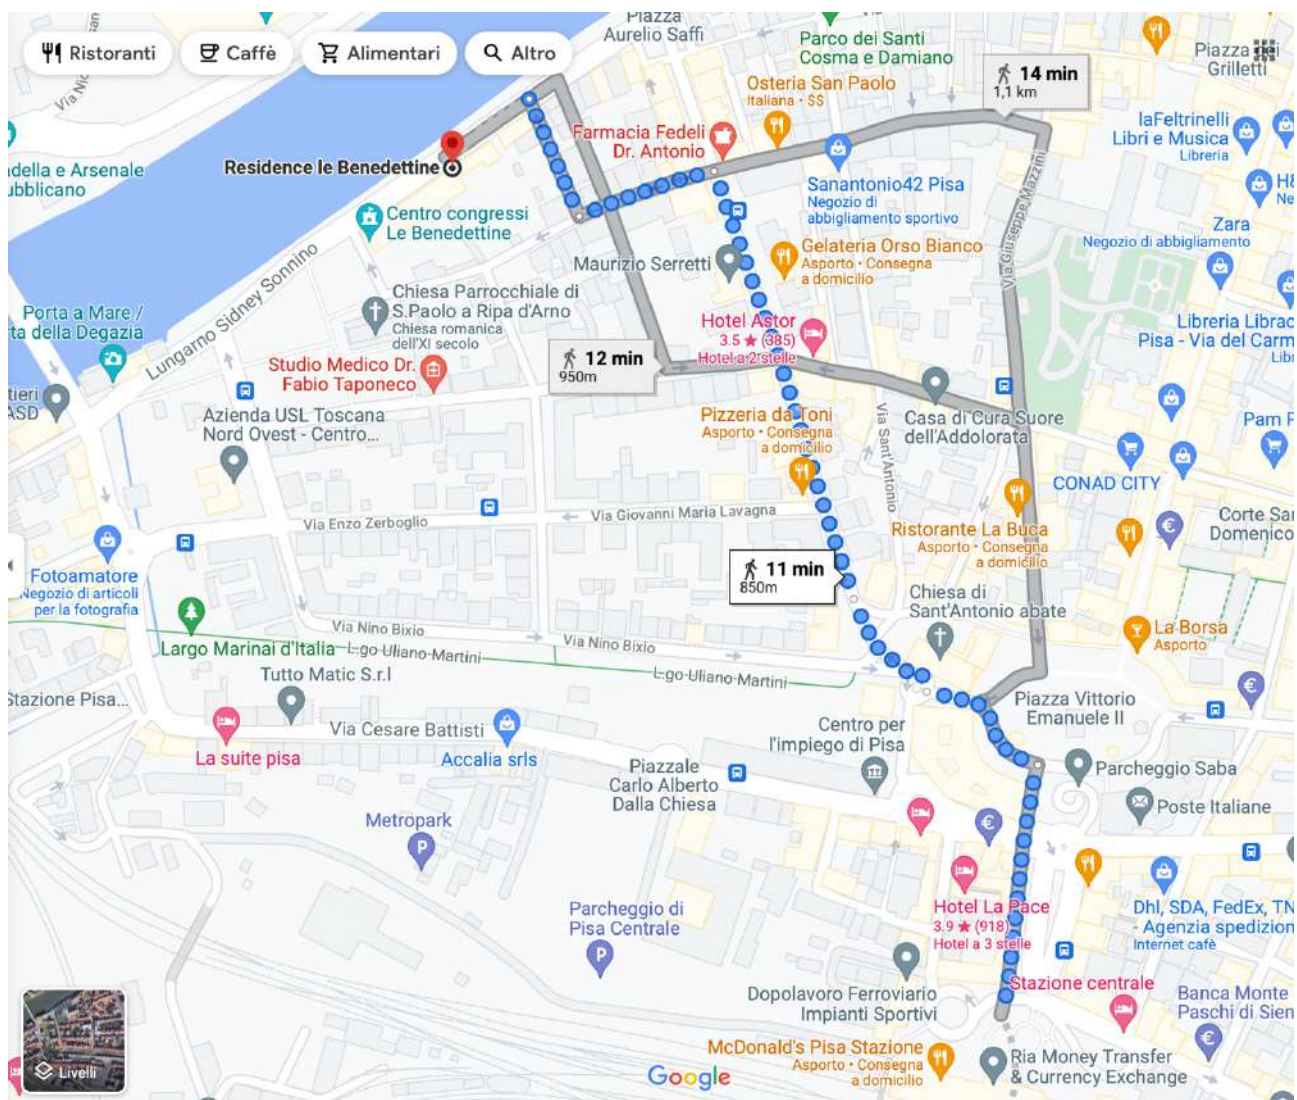 Piazza
Aurelio Saffi
Ristoranti
Caffè
Alimentari
Altro
Parco dei Santi
Cosma e Damiano
Piazza
Grilletti
14 min
1,1 km
Osteria San Paolo
Italiana • $$
laFeltrinelli
Libri e Musica
Libreria
Farmacia Fedeli
Dr. Antonio
Residence le Benedettine
Sanantonio42 Pisa
Negozio di
abbigliamento sportivo
Via Giuseppe Mazzini
Zara
Negozio di abbigliamento
Centro congressi
Le Benedettine
Gelateria Orso Bianco
Asporto • Consegna
a domicilio
Maurizio Serretti
Lungarno Sidney Sonnino
Chiesa Parrocchiale di
S.Paolo a Ripa d'Arno
Chiesa romanica
dell'XI secolo
Porta a Mare /
Hotel Astor
3.5 ★ (385)
Hotel a 2 stelle
Pisa - Via del Carm
12 min
950m
Studio Medico Dr.
Fabio Taponeco
Casa di Cura Suore
dell'Addolorata
Azienda USL Toscana
Nord Ovest - Centro...
Pizzeria da Toni
Asporto • Consegna
a domicilio
Via Sant'Antonio
CONAD CITY
Via Enzo Zerboglio
Via Giovanni Maria Lavagna
Ristorante La Buca
Asporto • Consegna
a domicilio
11 min
850m
Fotoamatore
Negozio di articoli
per la fotografia
Chiesa di
Sant'Antonio abate
La Borsa
Asporto
Via Nino Bixio
Via Nino Bixio
Largo Marinai d'Italia
L.go Uliano Martini
L.go Uliano Martini
Tutto Matic S.r.l
Stazione Pisa...
Piazza Vittorio
Emanuele II
Via Cesare Battisti
Centro per
l'impiego di Pisa
La suite pisa
Accalia srls
Piazzale
Carlo Alberto
Dalla Chiesa
Parcheggio Saba
Poste Italiane
Metropark
Parcheggio di
Pisa Centrale
Hotel La Pace
3.9 ★ (918)
Hotel a 3 stelle
Dhl, SDA, FedEx, TN
- Agenzia spedizion
Internet cafè
Stazione centrale
Dopolavoro Ferroviario
Impianti Sportivi
Banca Monte
Paschi di Sien
McDonald's Pisa Stazione
Asporto • Consegna
a domicilio
Ria Money Transfer
& Currency Exchange
Livelli
Google